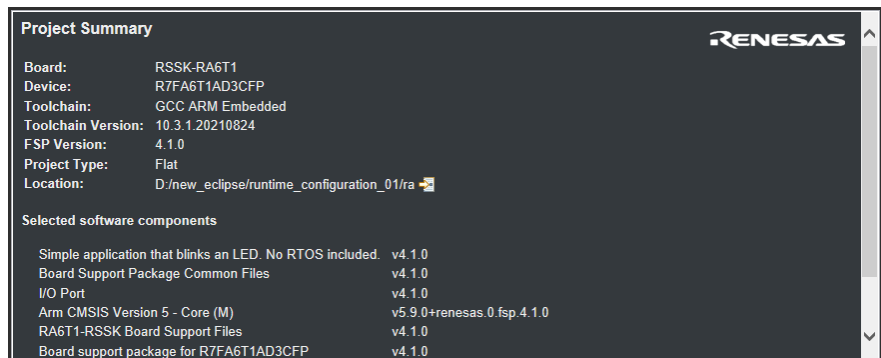 Project Summary
RENESAS
Board: RSSK-RA6T1
Device: R7FA6T1AD3CFP
Toolchain: GCC ARM Embedded
Toolchain Version: 10.3.1.20210824
FSP Version: 4.1.0
Project Type: Flat
Location: D:/new_eclipse/runtime_configuration_01/ra
Selected software components
Simple application that blinks an LED. No RTOS included. v4.1.0
Board Support Package Common Files v4.1.0
I/O Port v4.1.0
Arm CMSIS Version 5 - Core (M) v5.9.0+renesas.0.fsp.4.1.0
RA6T1-RSSK Board Support Files v4.1.0
Board support package for R7FA6T1AD3CFP v4.1.0